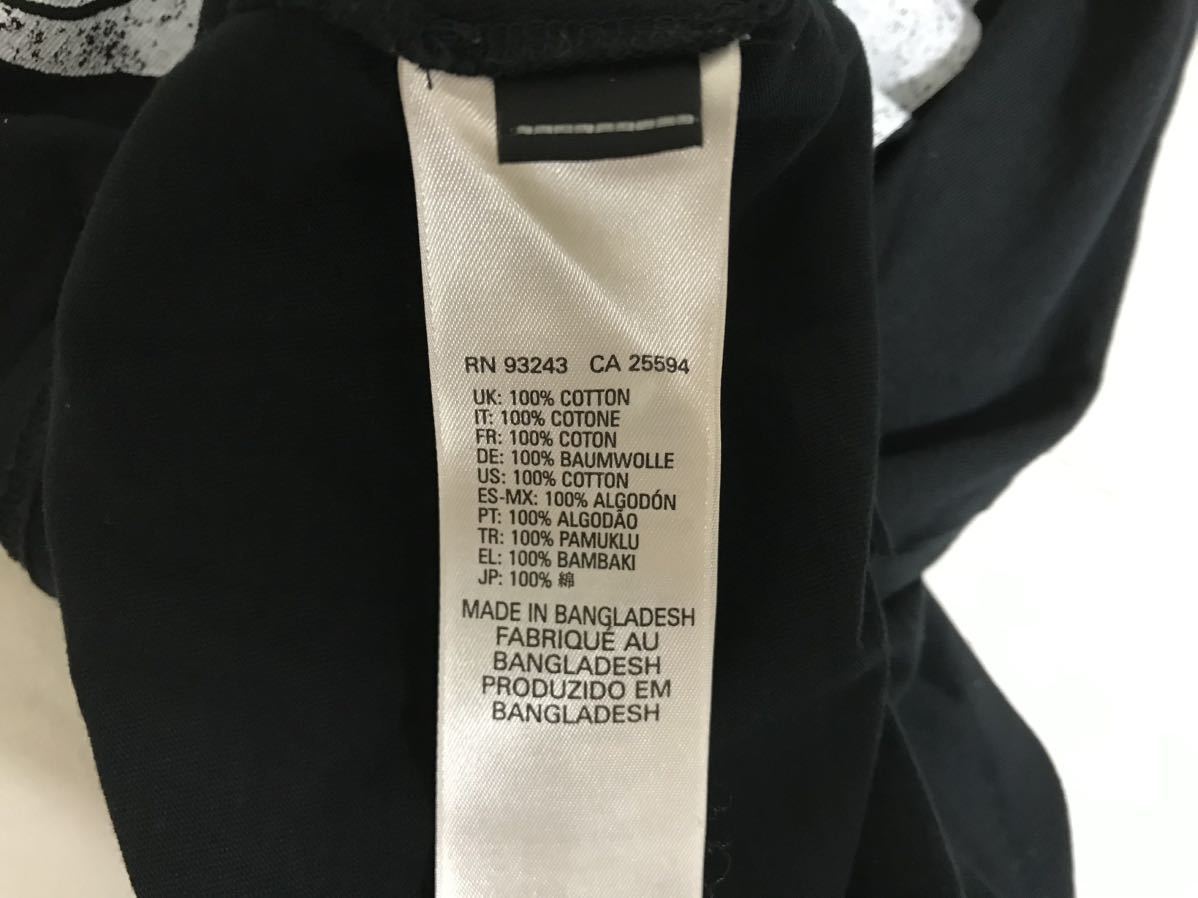 RN 93243 CA 25594
UK: 100% COTTON
IT: 100% COTONE
FR: 100% COTON
DE: 100% BAUMWOLLE
US: 100% COTTON
ES-MX: 100% ALGODÓN
PT: 100% ALGODÃO
TR: 100% PAMUKLU
EL: 100% BAMBAKI
JP: 100% 綿
MADE IN BANGLADESH
FABRIQUÉ AU
BANGLADESH
PRODUZIDO EM
BANGLADESH